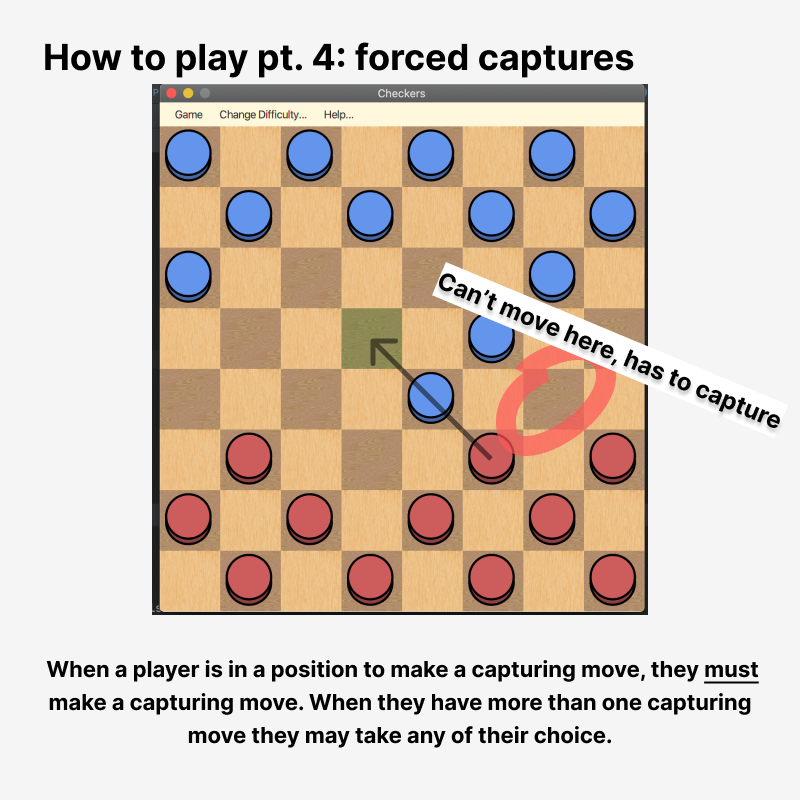 How to play pt. 4: forced captures
Checkers
Game Change Difficulty... Help...
Can't move here, has to capture
When a player is in a position to make a capturing move, they must
make a capturing move. When they have more than one capturing
move they may take any of their choice.